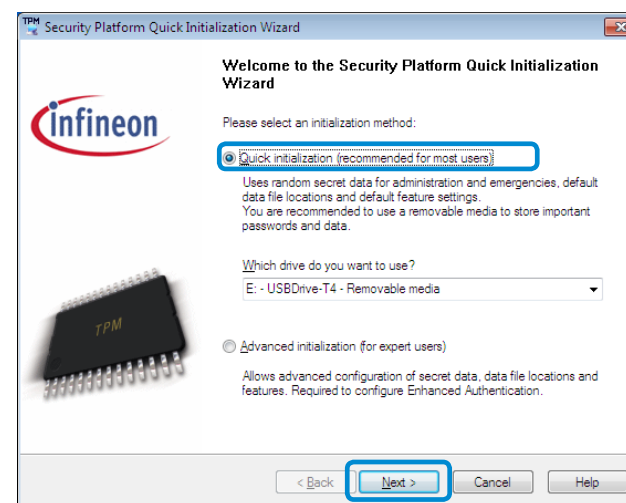 TPM Security Platform Quick Initialization Wizard
Welcome to the Security Platform Quick Initialization
Wizard
infineon
Please select an initialization method:
Quick initialization (recommended for most users)
Uses random secret data for administration and emergencies, default
data file locations and default feature settings.
You are recommended to use a removable media to store important
passwords and data.
Which drive do you want to use?
E: - USBDrive-T4 - Removable media
TPM
Advanced initialization (for expert users)
Allows advanced configuration of secret data, data file locations and
features. Required to configure Enhanced Authentication.
< Back Next > Cancel Help